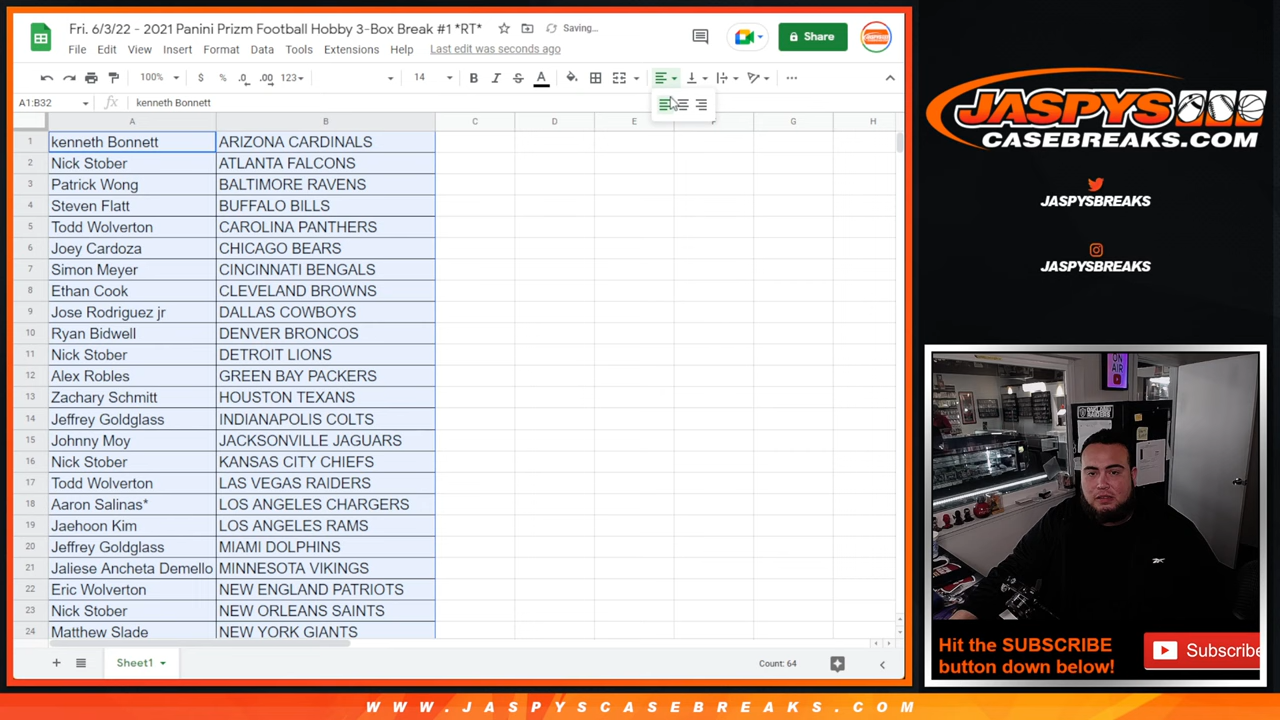 Fri. 6/3/22 - 2021 Panini Prizm Football Hobby 3-Box Break #1 *RT*
Saving...
File Edit View Insert Format Data Tools Extensions Help Last edit was seconds ago
Share
100% $ % .0 .00 123 14 B I S A
A1:B32 fx kenneth Bonnett
A B C D E F G H
1 kenneth Bonnett ARIZONA CARDINALS
2 Nick Stober ATLANTA FALCONS
3 Patrick Wong BALTIMORE RAVENS
4 Steven Flatt BUFFALO BILLS
5 Todd Wolverton CAROLINA PANTHERS
6 Joey Cardoza CHICAGO BEARS
7 Simon Meyer CINCINNATI BENGALS
8 Ethan Cook CLEVELAND BROWNS
9 Jose Rodriguez jr DALLAS COWBOYS
10 Ryan Bidwell DENVER BRONCOS
11 Nick Stober DETROIT LIONS
12 Alex Robles GREEN BAY PACKERS
13 Zachary Schmitt HOUSTON TEXANS
14 Jeffrey Goldglass INDIANAPOLIS COLTS
15 Johnny Moy JACKSONVILLE JAGUARS
16 Nick Stober KANSAS CITY CHIEFS
17 Todd Wolverton LAS VEGAS RAIDERS
18 Aaron Salinas* LOS ANGELES CHARGERS
19 Jaehoon Kim LOS ANGELES RAMS
20 Jeffrey Goldglass MIAMI DOLPHINS
21 Jaliese Ancheta Demello MINNESOTA VIKINGS
22 Eric Wolverton NEW ENGLAND PATRIOTS
23 Nick Stober NEW ORLEANS SAINTS
24 Matthew Slade NEW YORK GIANTS
Sheet1
Count: 64
JASPYS
CASEBREAKS.COM
JASPYSBREAKS
JASPYSBREAKS
ON
AIR
Hit the SUBSCRIBE
button down below!
Subscribe
WWW.JASPYSCASEBREAKS.COM